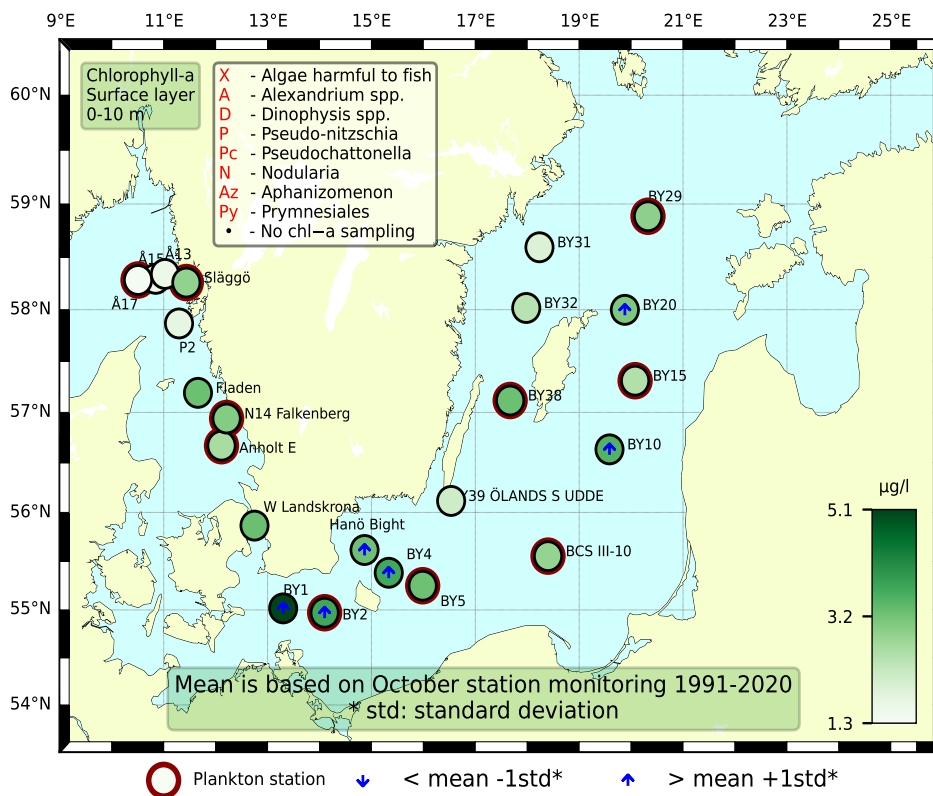 9°E 11°E 13°E 15°E 17°E 19°E 21°E 23°E 25°E
Chlorophyll-a
Surface layer
0-10 m
X - Algae harmful to fish
A - Alexandrium spp.
D - Dinophysis spp.
P - Pseudo-nitzschia
Pc - Pseudochattonella
N - Nodularia
Az - Aphanizomenon
Py - Prymnesiales
• - No chl−a sampling
60°N
59°N
58°N
57°N
56°N
55°N
54°N
BY29
BY31
Å15
Å13
Släggö
Å17
BY32
BY20
P2
BY15
Fladen
BY38
N14 Falkenberg
Anholt E
BY10
39 ÖLANDS S UDDE
W Landskrona
Hanö Bight
BY4
BCS III-10
BY1
BY2
BY5
µg/l
5.1
3.2
1.3
Mean is based on October station monitoring 1991-2020
* std: standard deviation
Plankton station
< mean -1std*
> mean +1std*